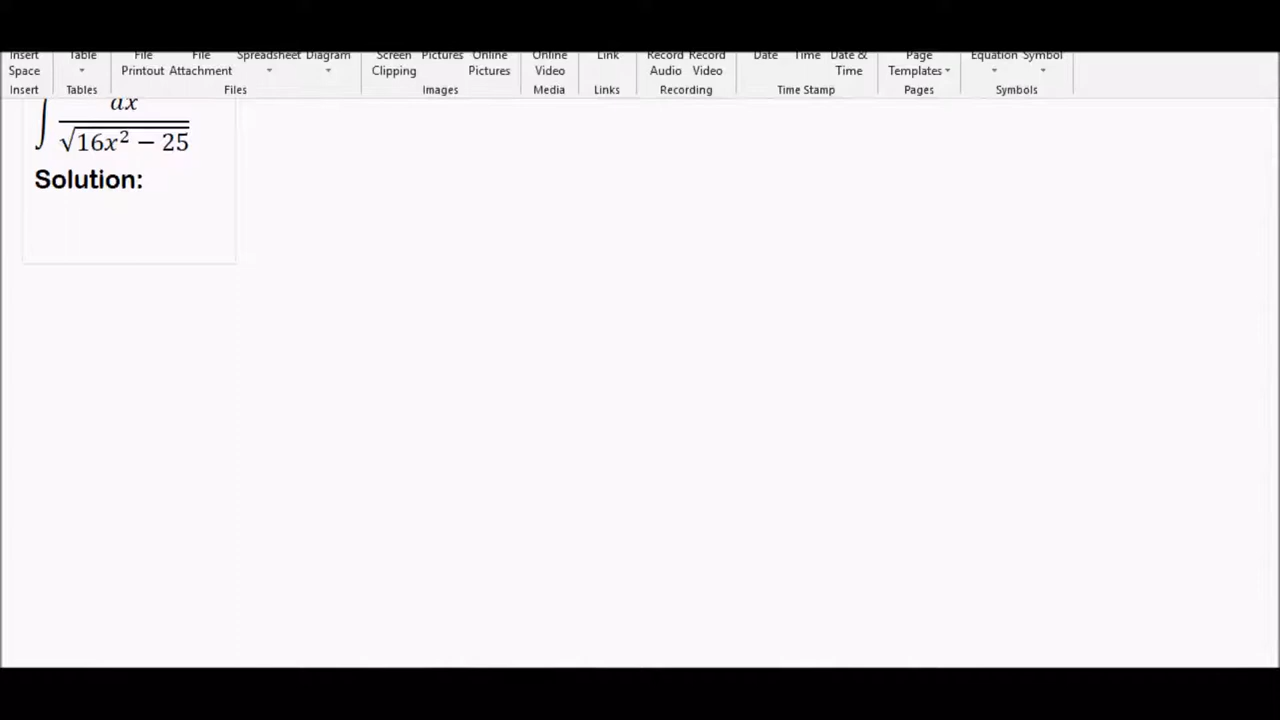 Insert Space
Table
File Printout
File Attachment
Spreadsheet
Diagram
Screen Clipping
Pictures
Online Pictures
Online Video
Link
Record Audio
Record Video
Date
Time
Date & Time
Page Templates
Equation
Symbol
Insert
Tables
Files
Images
Media
Links
Recording
Time Stamp
Pages
Symbols
∫ dx / √(16x² − 25)
Solution: